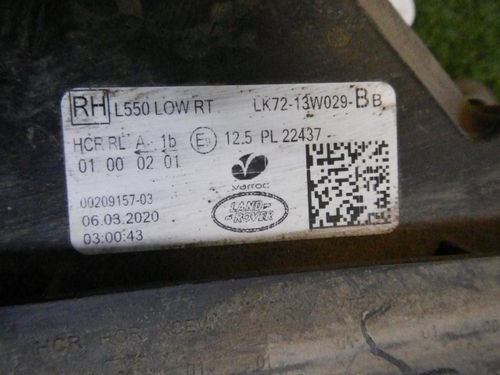 RH L550 LOW RT LK72-13W029-BB
HCR RL A 1b E 12.5 PL 22437
01 00 02 01
varroc
00209157-03
LAND
ROVER
06.03.2020
03:00:43
HCR